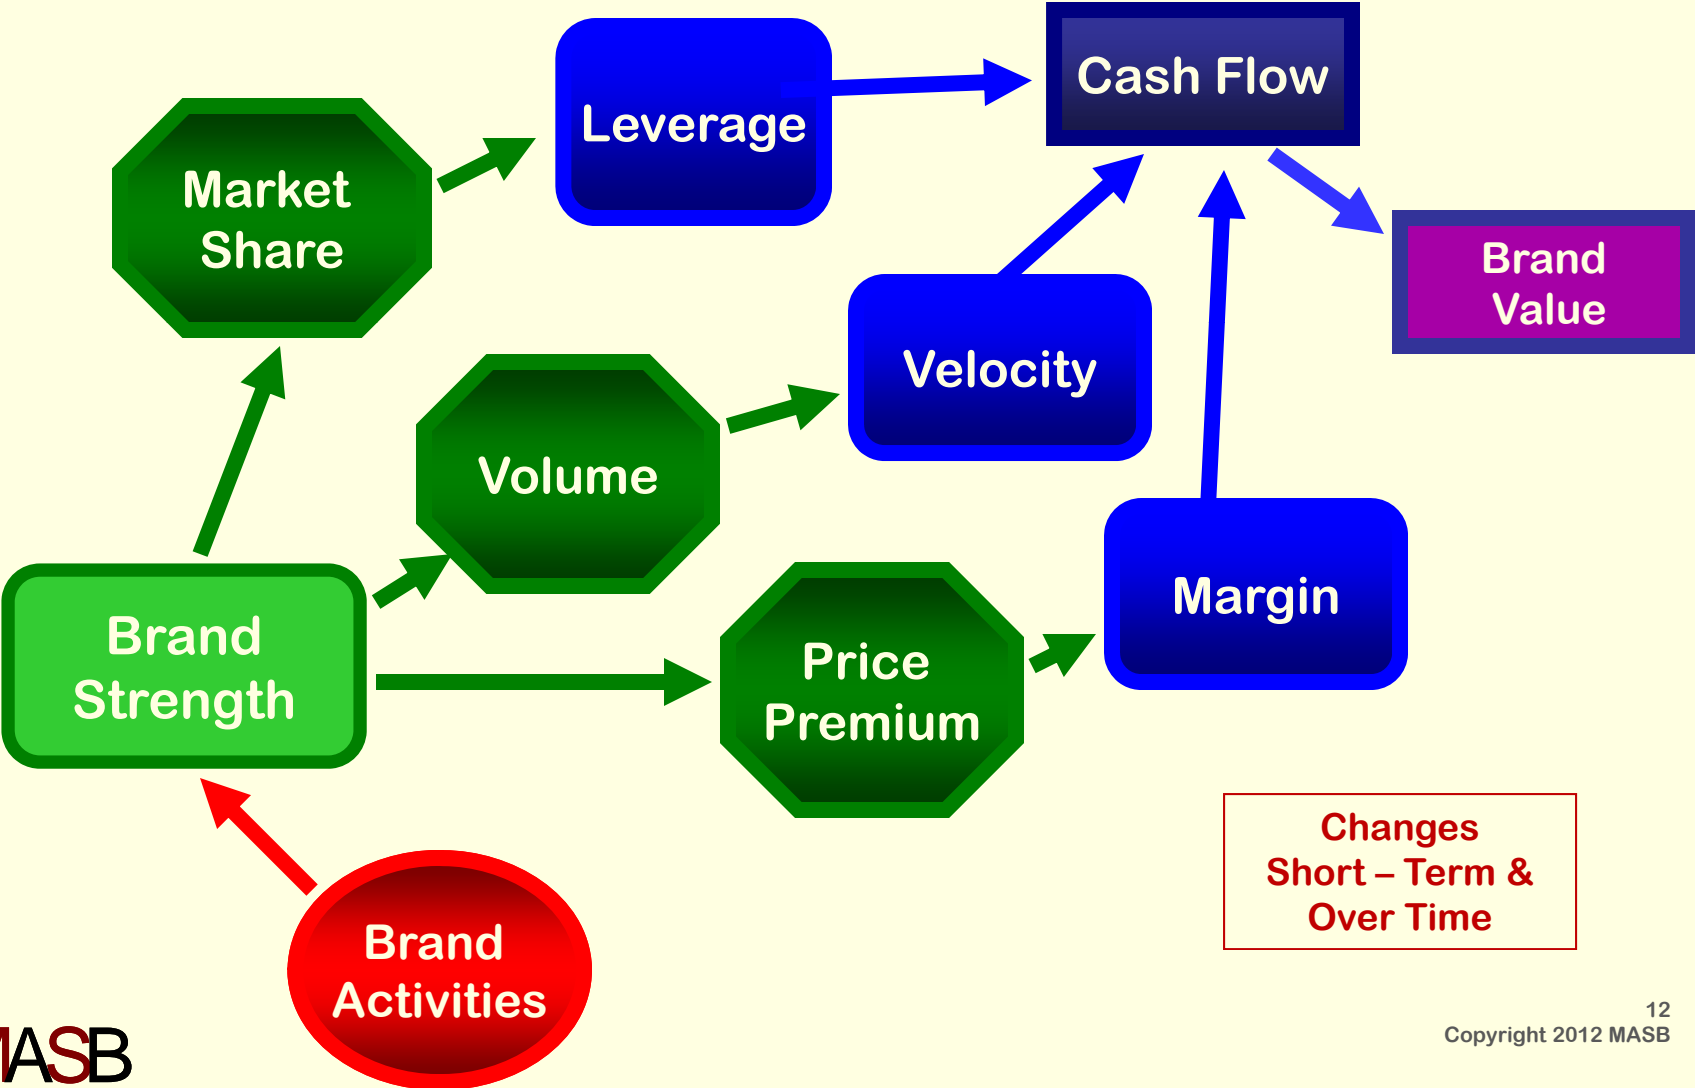 Leverage
Cash Flow
Market
Share
Brand
Value
Velocity
Volume
Margin
Brand
Strength
Price
Premium
Changes
Short – Term &
Over Time
Brand
Activities
12
Copyright 2012 MASB
MASB